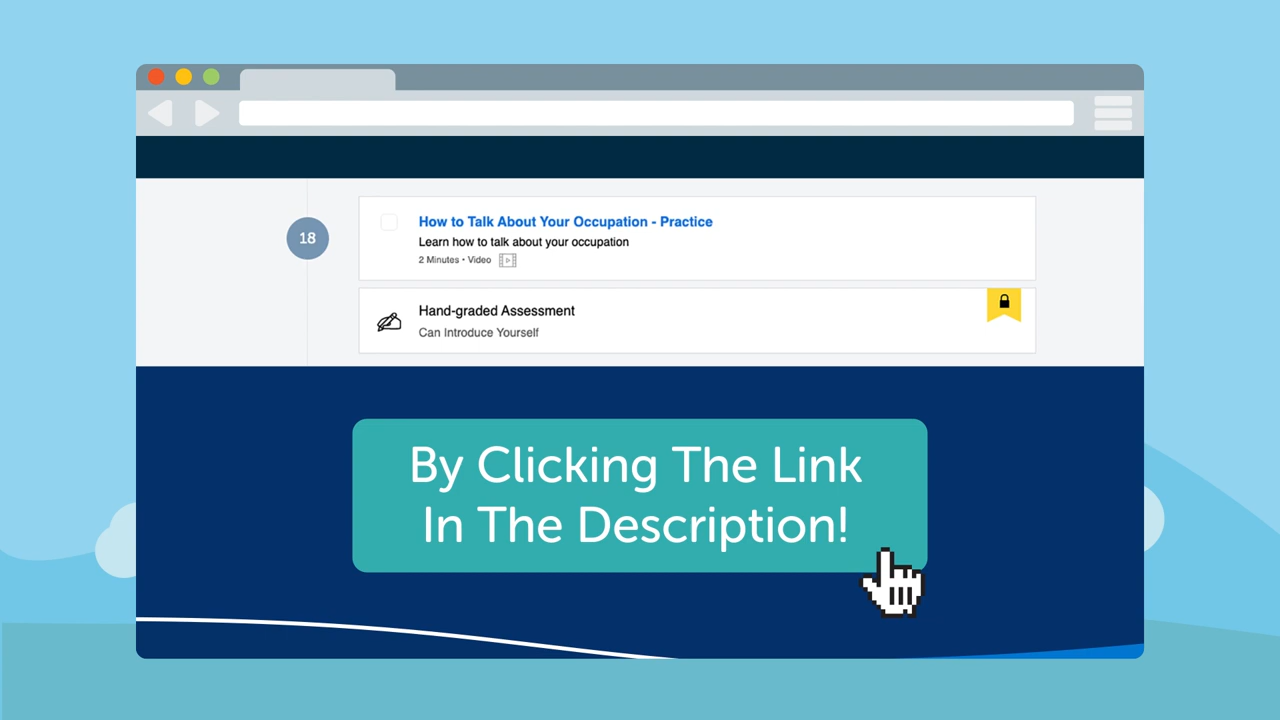 18
How to Talk About Your Occupation - Practice
Learn how to talk about your occupation
2 Minutes • Video
Hand-graded Assessment
Can Introduce Yourself
By Clicking The Link
In The Description!